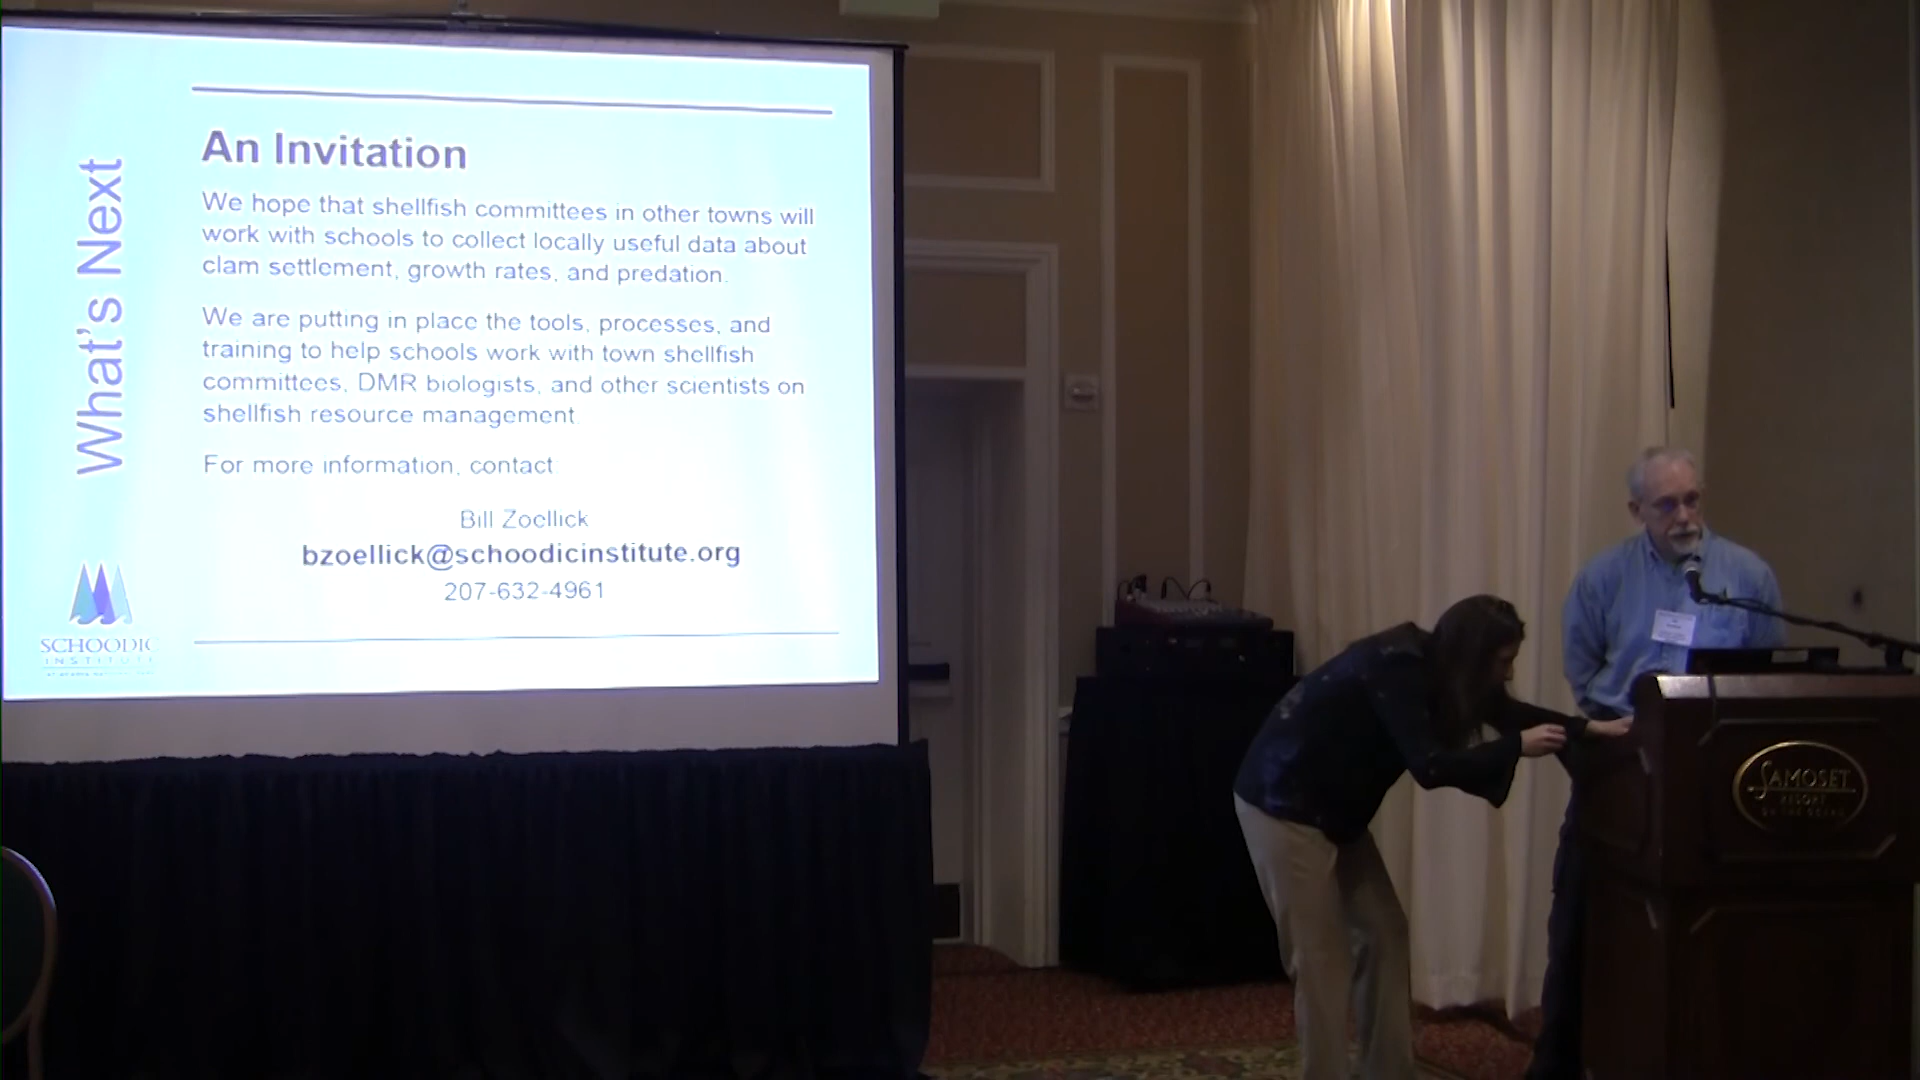 What's Next
An Invitation
We hope that shellfish committees in other towns will
work with schools to collect locally useful data about
clam settlement, growth rates, and predation.
We are putting in place the tools, processes, and
training to help schools work with town shellfish
committees, DMR biologists, and other scientists on
shellfish resource management.
For more information, contact
Bill Zoellick
bzoellick@schoodicinstitute.org
207-632-4961
SCHOODIC
INSTITUTE
SAMOSET
RESORT